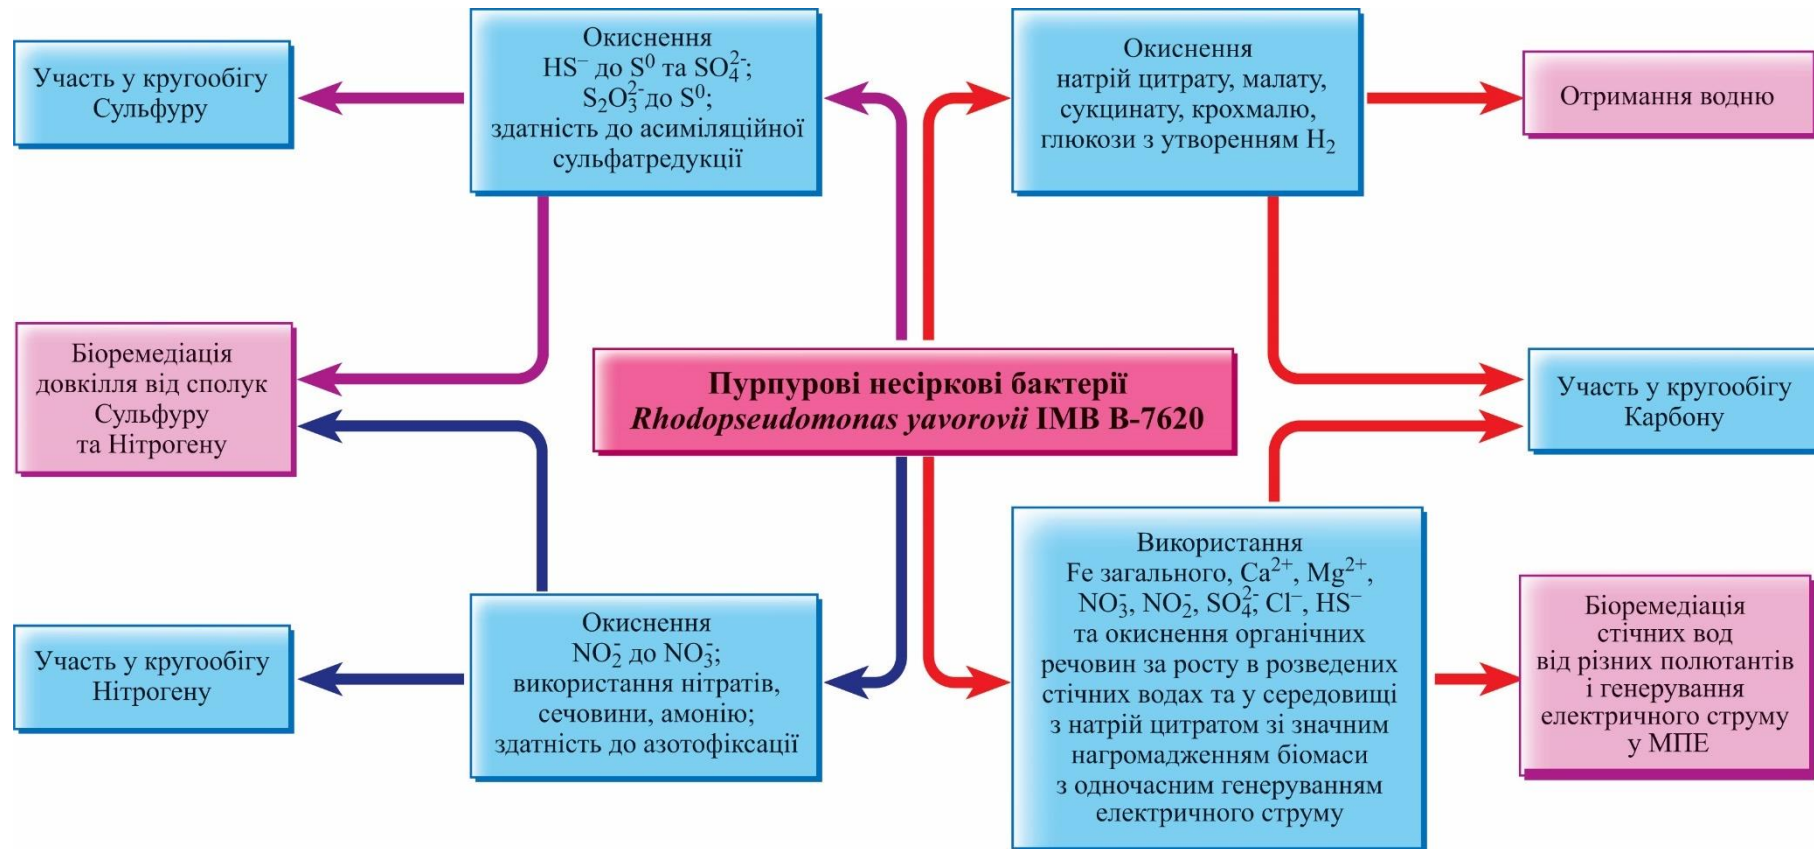 Окиснення
HS⁻ до S⁰ та SO₄²⁻;
S₂O₃²⁻ до S⁰;
здатність до асиміляційної
сульфатредукції
Окиснення
натрій цитрату, малату,
сукцинату, крохмалю,
глюкози з утворенням H₂
Участь у кругообігу
Сульфуру
Отримання водню
Біоремедіація
довкілля від сполук
Сульфуру
та Нітрогену
Пурпурові несіркові бактерії
Rhodopseudomonas yavorovii ІМВ В-7620
Участь у кругообігу
Карбону
Участь у кругообігу
Нітрогену
Окиснення
NO₂⁻ до NO₃⁻;
використання нітратів,
сечовини, амонію;
здатність до азотофіксації
Використання
Fe загального, Ca²⁺, Mg²⁺,
NO₃⁻, NO₂⁻, SO₄²⁻, Cl⁻, HS⁻
та окиснення органічних
речовин за росту в розведених
стічних водах та у середовищі
з натрій цитратом зі значним
нагромадженням біомаси
з одночасним генеруванням
електричного струму
Біоремедіація
стічних вод
від різних полютантів
і генерування
електричного струму
у МПЕ